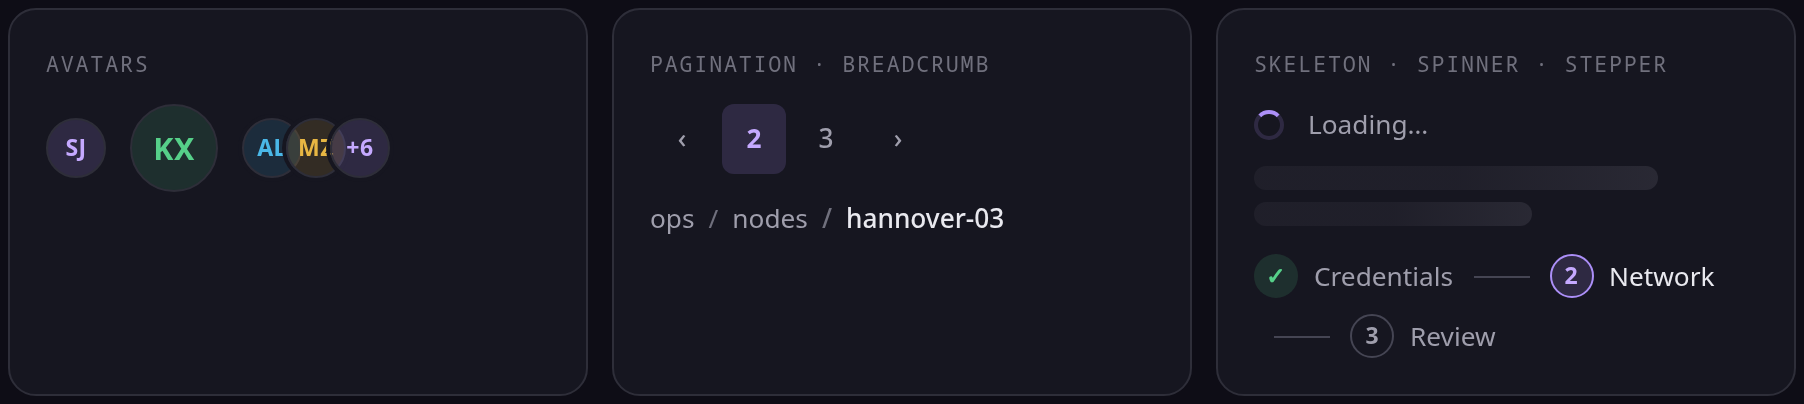 AVATARS
SJ KX AL MZ +6
PAGINATION · BREADCRUMB
‹ 2 3 ›
ops / nodes / hannover-03
SKELETON · SPINNER · STEPPER
Loading…
✓ Credentials 2 Network
3 Review